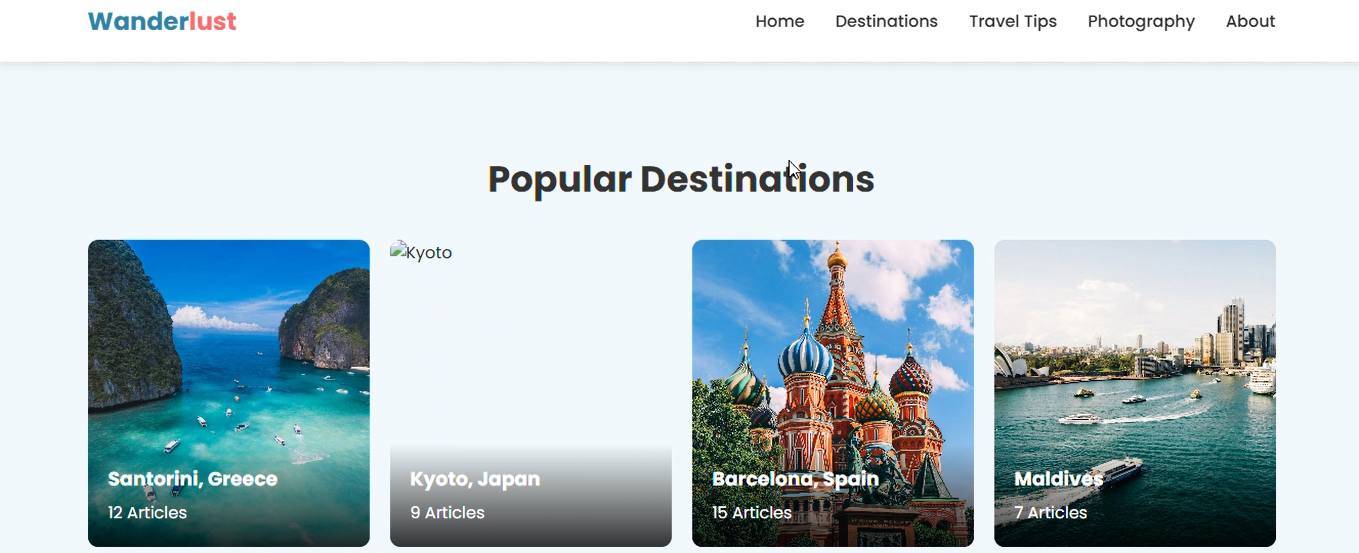 Wanderlust
Home Destinations Travel Tips Photography About
Popular Destinations
Kyoto
Santorini, Greece
12 Articles
Kyoto, Japan
9 Articles
Barcelona, Spain
15 Articles
Maldives
7 Articles